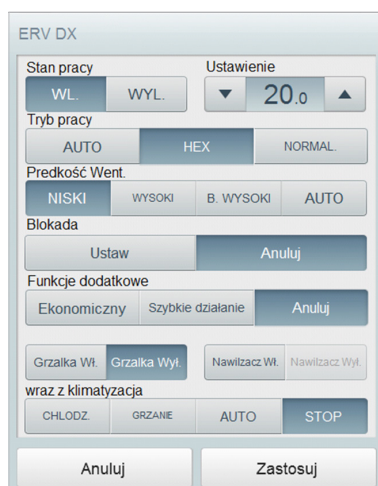 ERV DX
Stan pracy Ustawienie
WL. WYL. ▼ 20.0 ▲
Tryb pracy
AUTO HEX NORMAL.
Predkość Went.
NISKI WYSOKI B. WYSOKI AUTO
Blokada
Ustaw Anuluj
Funkcje dodatkowe
Ekonomiczny Szybkie działanie Anuluj
Grzalka Wł. Grzalka Wył. Nawilzacz Wł. Nawilzacz Wył.
wraz z klimatyzacja
CHLODZ. GRZANIE AUTO STOP
Anuluj Zastosuj